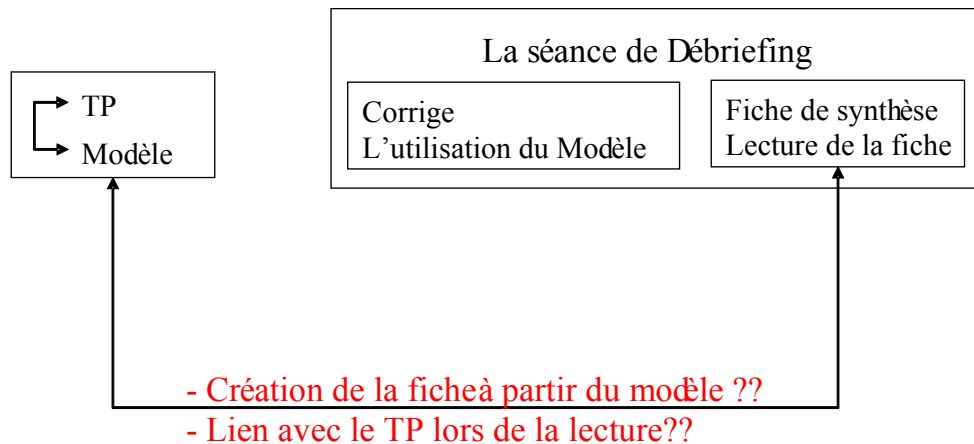 La séance de Débriefing
TP
Modèle
Corrige
L'utilisation du Modèle
Fiche de synthèse
Lecture de la fiche
- Création de la fiche à partir du modèle ??
- Lien avec le TP lors de la lecture??